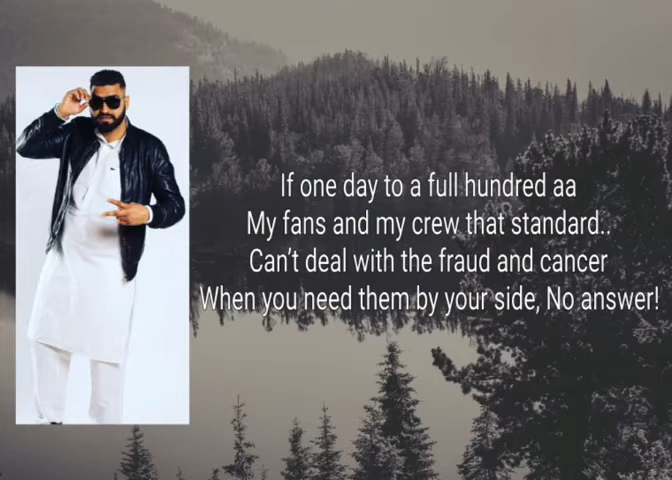 If one day to a full hundred aa
My fans and my crew that standard..
Can't deal with the fraud and cancer
When you need them by your side, No answer!